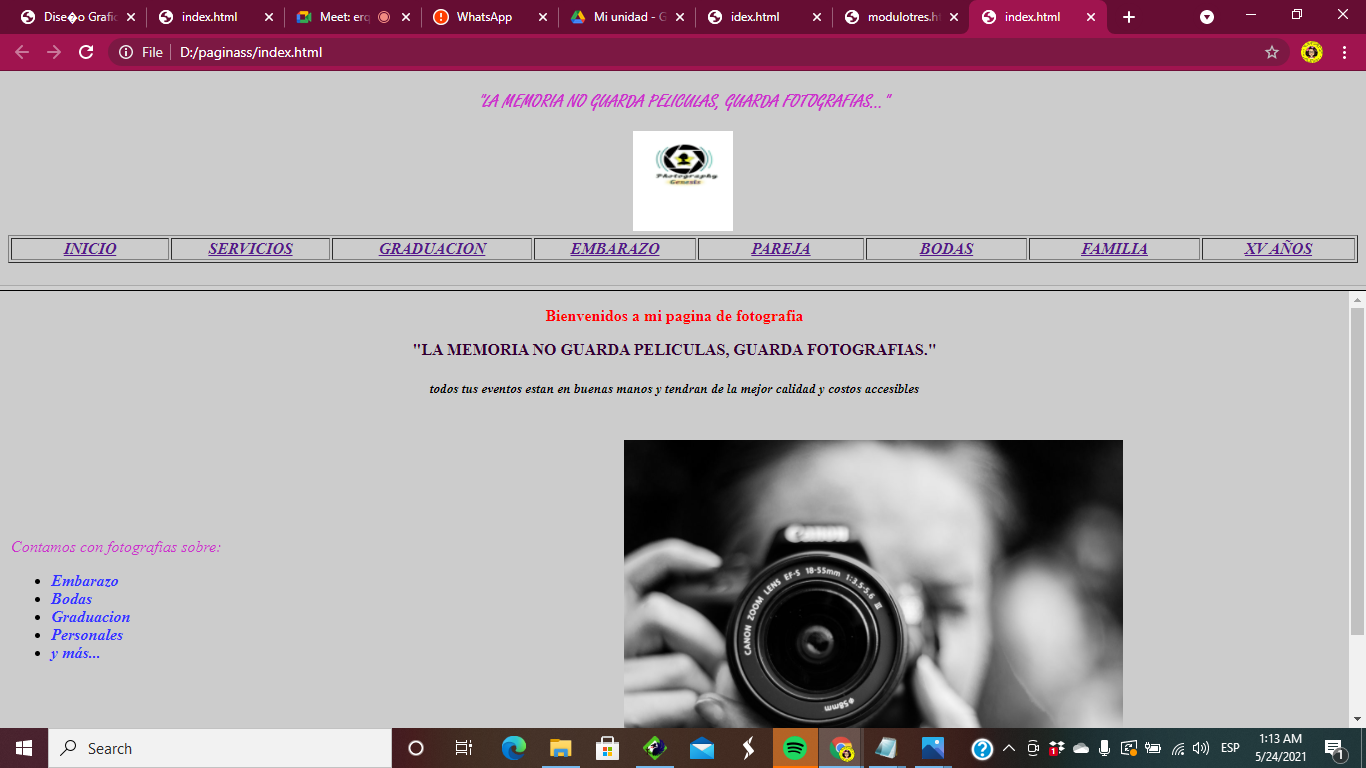 Dise�o Grafic
index.html
Meet: erq
WhatsApp
Mi unidad - G
idex.html
modulotres.ht
index.html
File
D:/paginass/index.html
"LA MEMORIA NO GUARDA PELICULAS, GUARDA FOTOGRAFIAS..."
Photography
Genesis
INICIO SERVICIOS GRADUACION EMBARAZO PAREJA BODAS FAMILIA XV AÑOS
Bienvenidos a mi pagina de fotografia
"LA MEMORIA NO GUARDA PELICULAS, GUARDA FOTOGRAFIAS."
todos tus eventos estan en buenas manos y tendran de la mejor calidad y costos accesibles
Canon
CANON ZOOM LENS EF-S 18-55mm 1:3.5-5.6 III
φ58mm
Contamos con fotografias sobre:
Embarazo
Bodas
Graduacion
Personales
y más...
Search
ESP
1:13 AM
5/24/2021
1